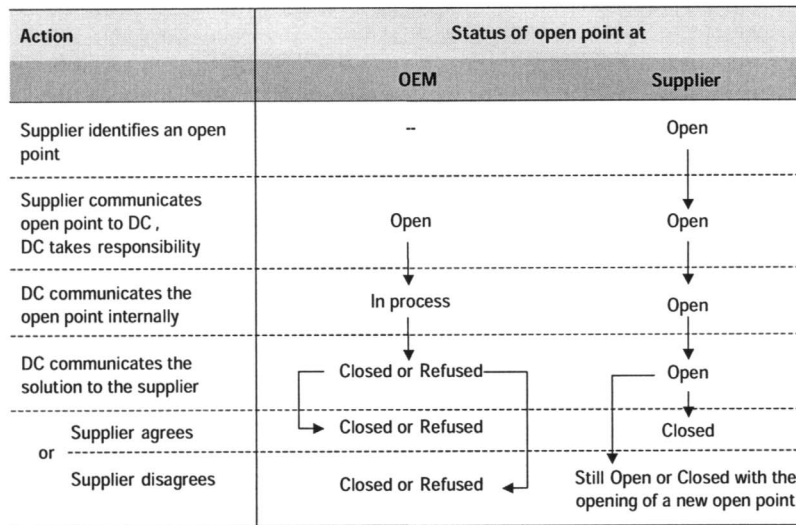 Action
Status of open point at
OEM
Supplier
Supplier identifies an open
point
--
Open
Supplier communicates
open point to DC ,
DC takes responsibility
Open
Open
DC communicates the
open point internally
In process
Open
DC communicates the
solution to the supplier
Closed or Refused
Open
Supplier agrees
Closed or Refused
Closed
or
Supplier disagrees
Closed or Refused
Still Open or Closed with the
opening of a new open point